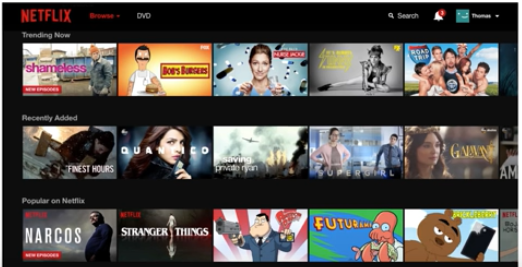 NETFLIX Browse DVD Search Thomas
Trending Now
shameless
NEW EPISODES
BOB'S BURGERS
FOX
NURSE JACKIE
ROAD TRIP
Recently Added
FINEST HOURS
QUANTICO
saving private ryan
SUPERGIRL
GALAVANT
Popular on Netflix
NETFLIX
NARCOS
NEW EPISODES
NETFLIX
STRANGER THINGS
FUTURAMA